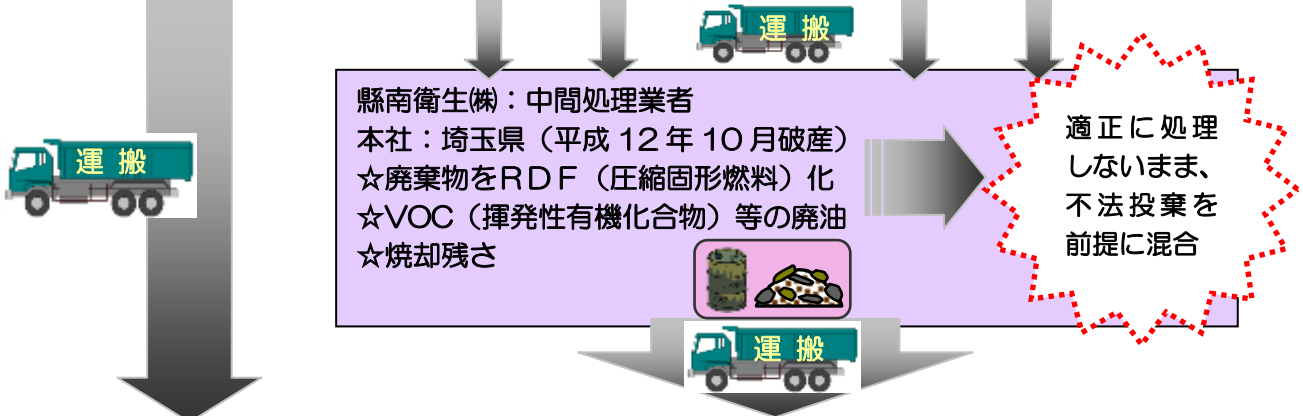 運 搬
縣南衛生㈱：中間処理業者
本社：埼玉県（平成 12 年 10 月破産）
☆廃棄物をＲＤＦ（圧縮固形燃料）化
☆VOC（揮発性有機化合物）等の廃油
☆焼却残さ
適正に処理
しないまま、
不法投棄を
前提に混合
運 搬
運 搬